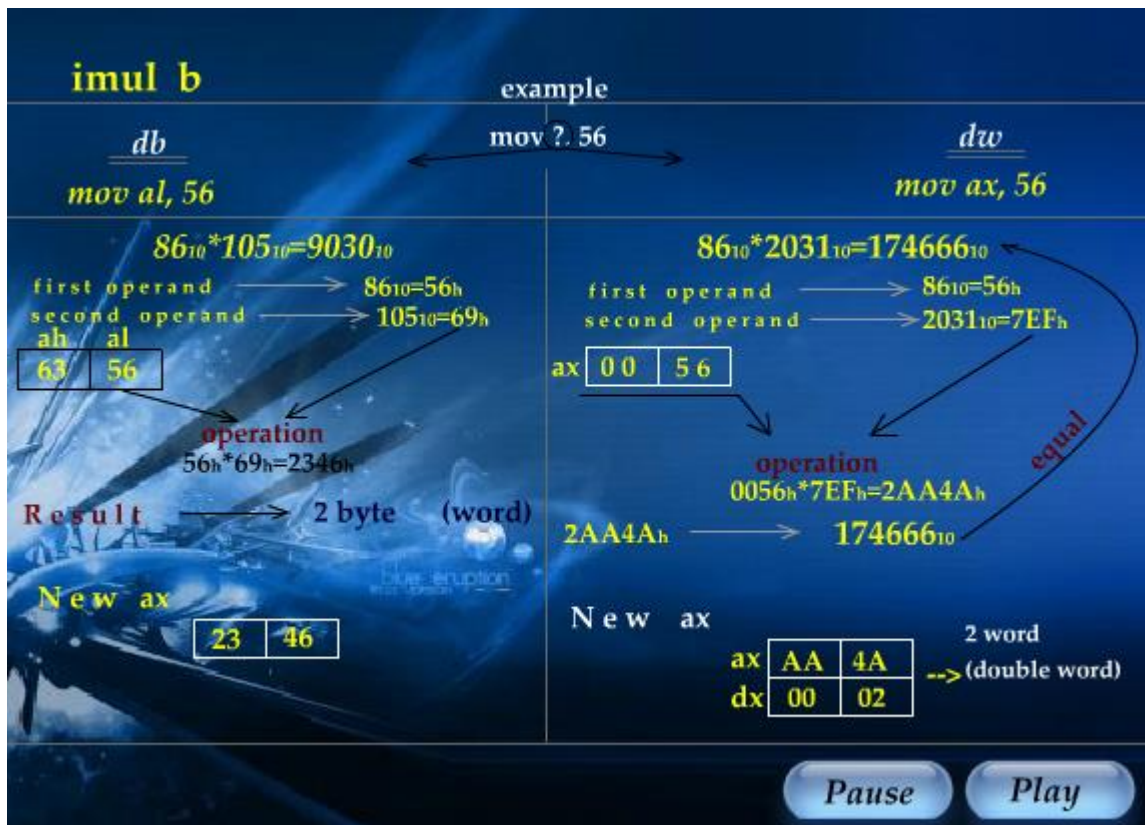 imul b
example
mov ?. 56
db
dw
mov al, 56
mov ax, 56
86₁₀*105₁₀=9030₁₀
first operand
86₁₀=56h
second operand
105₁₀=69h
ah al
63 56
operation
56h*69h=2346h
Result
2 byte (word)
blue eruption
New ax
23 46
86₁₀*2031₁₀=174666₁₀
first operand
86₁₀=56h
second operand
2031₁₀=7EFh
ax 00 56
equal
operation
0056h*7EFh=2AA4Ah
2AA4Ah
174666₁₀
New ax
ax AA 4A
dx 00 02
-->
2 word
(double word)
Pause
Play